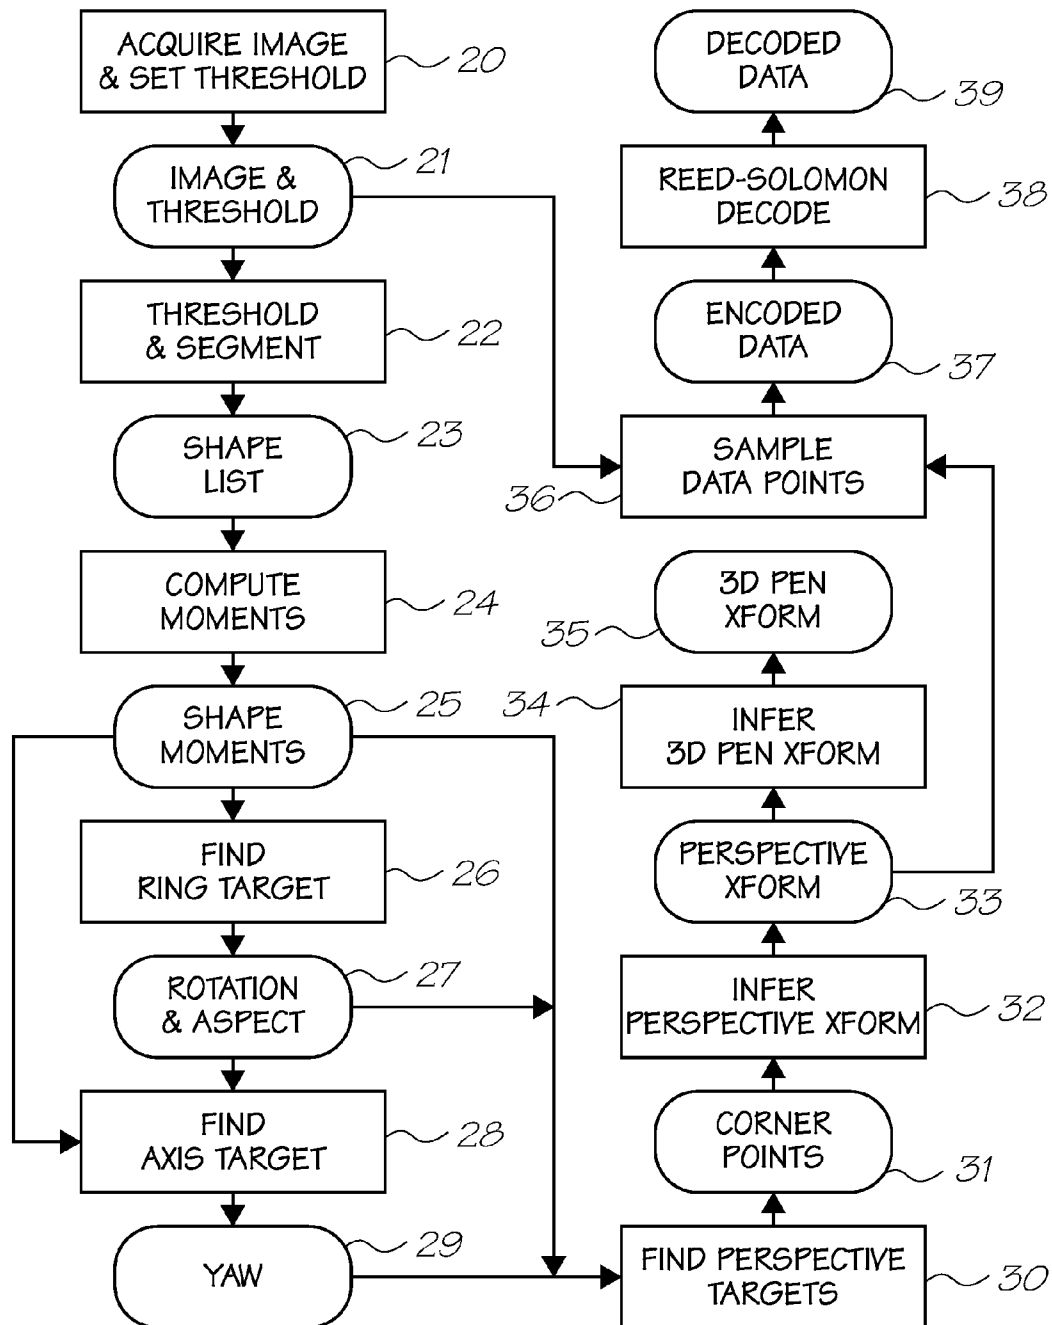 ACQUIRE IMAGE
& SET THRESHOLD
20
IMAGE &
THRESHOLD
21
THRESHOLD
& SEGMENT
22
SHAPE
LIST
23
COMPUTE
MOMENTS
24
SHAPE
MOMENTS
25
FIND
RING TARGET
26
ROTATION
& ASPECT
27
FIND
AXIS TARGET
28
YAW
29
DECODED
DATA
39
REED-SOLOMON
DECODE
38
ENCODED
DATA
37
SAMPLE
DATA POINTS
36
3D PEN
XFORM
35
34
INFER
3D PEN XFORM
PERSPECTIVE
XFORM
33
INFER
PERSPECTIVE XFORM
32
CORNER
POINTS
31
FIND PERSPECTIVE
TARGETS
30